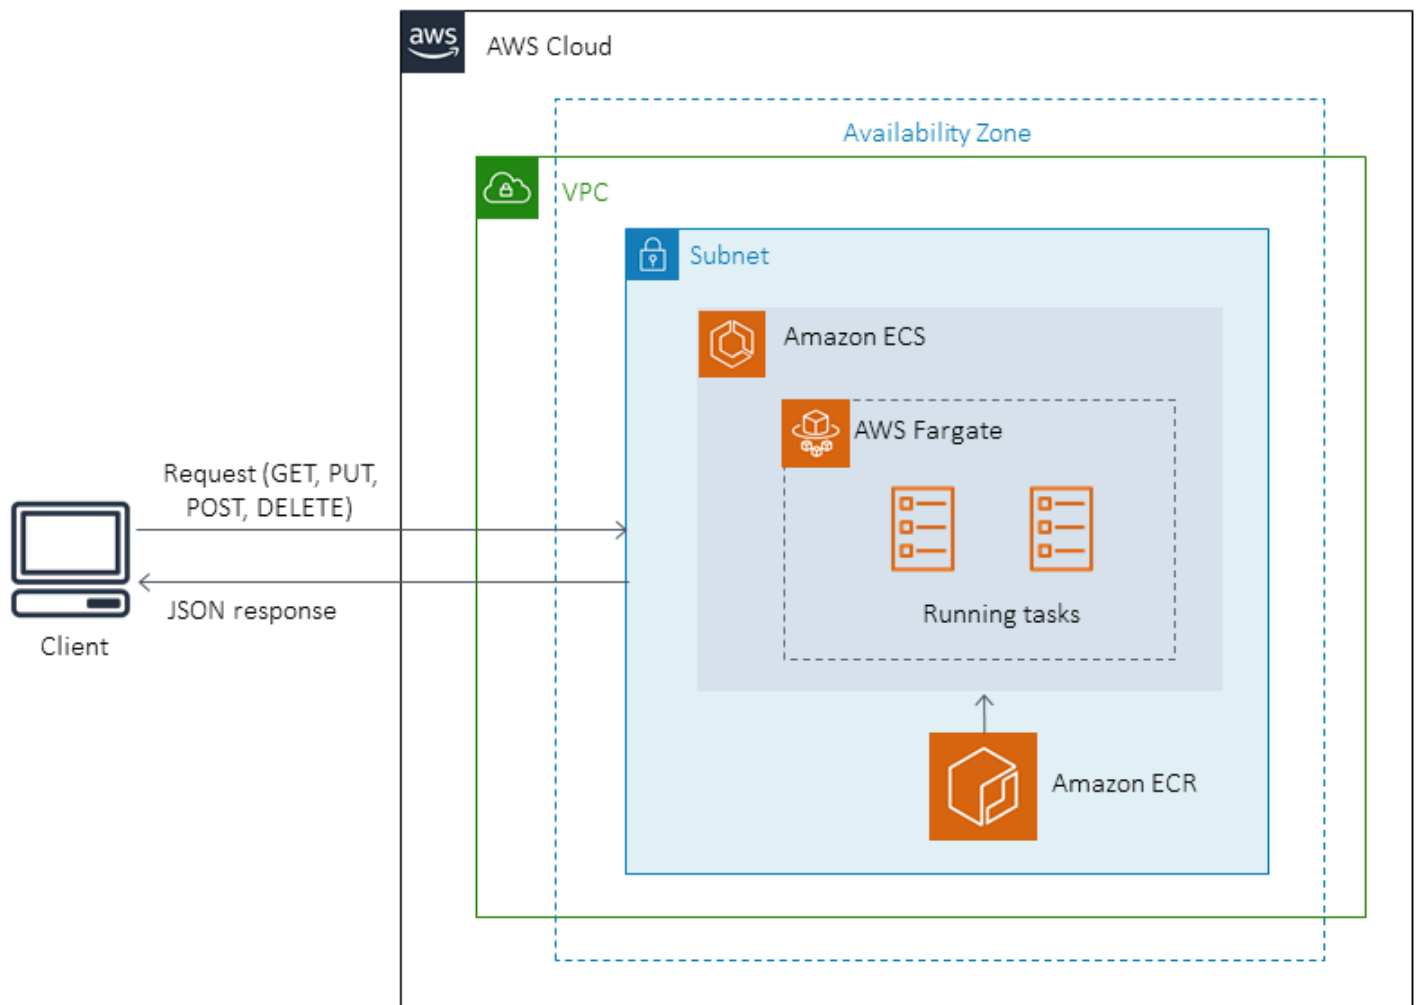 aws
AWS Cloud
Availability Zone
VPC
Subnet
Amazon ECS
AWS Fargate
Request (GET, PUT,
POST, DELETE)
JSON response
Running tasks
Client
Amazon ECR